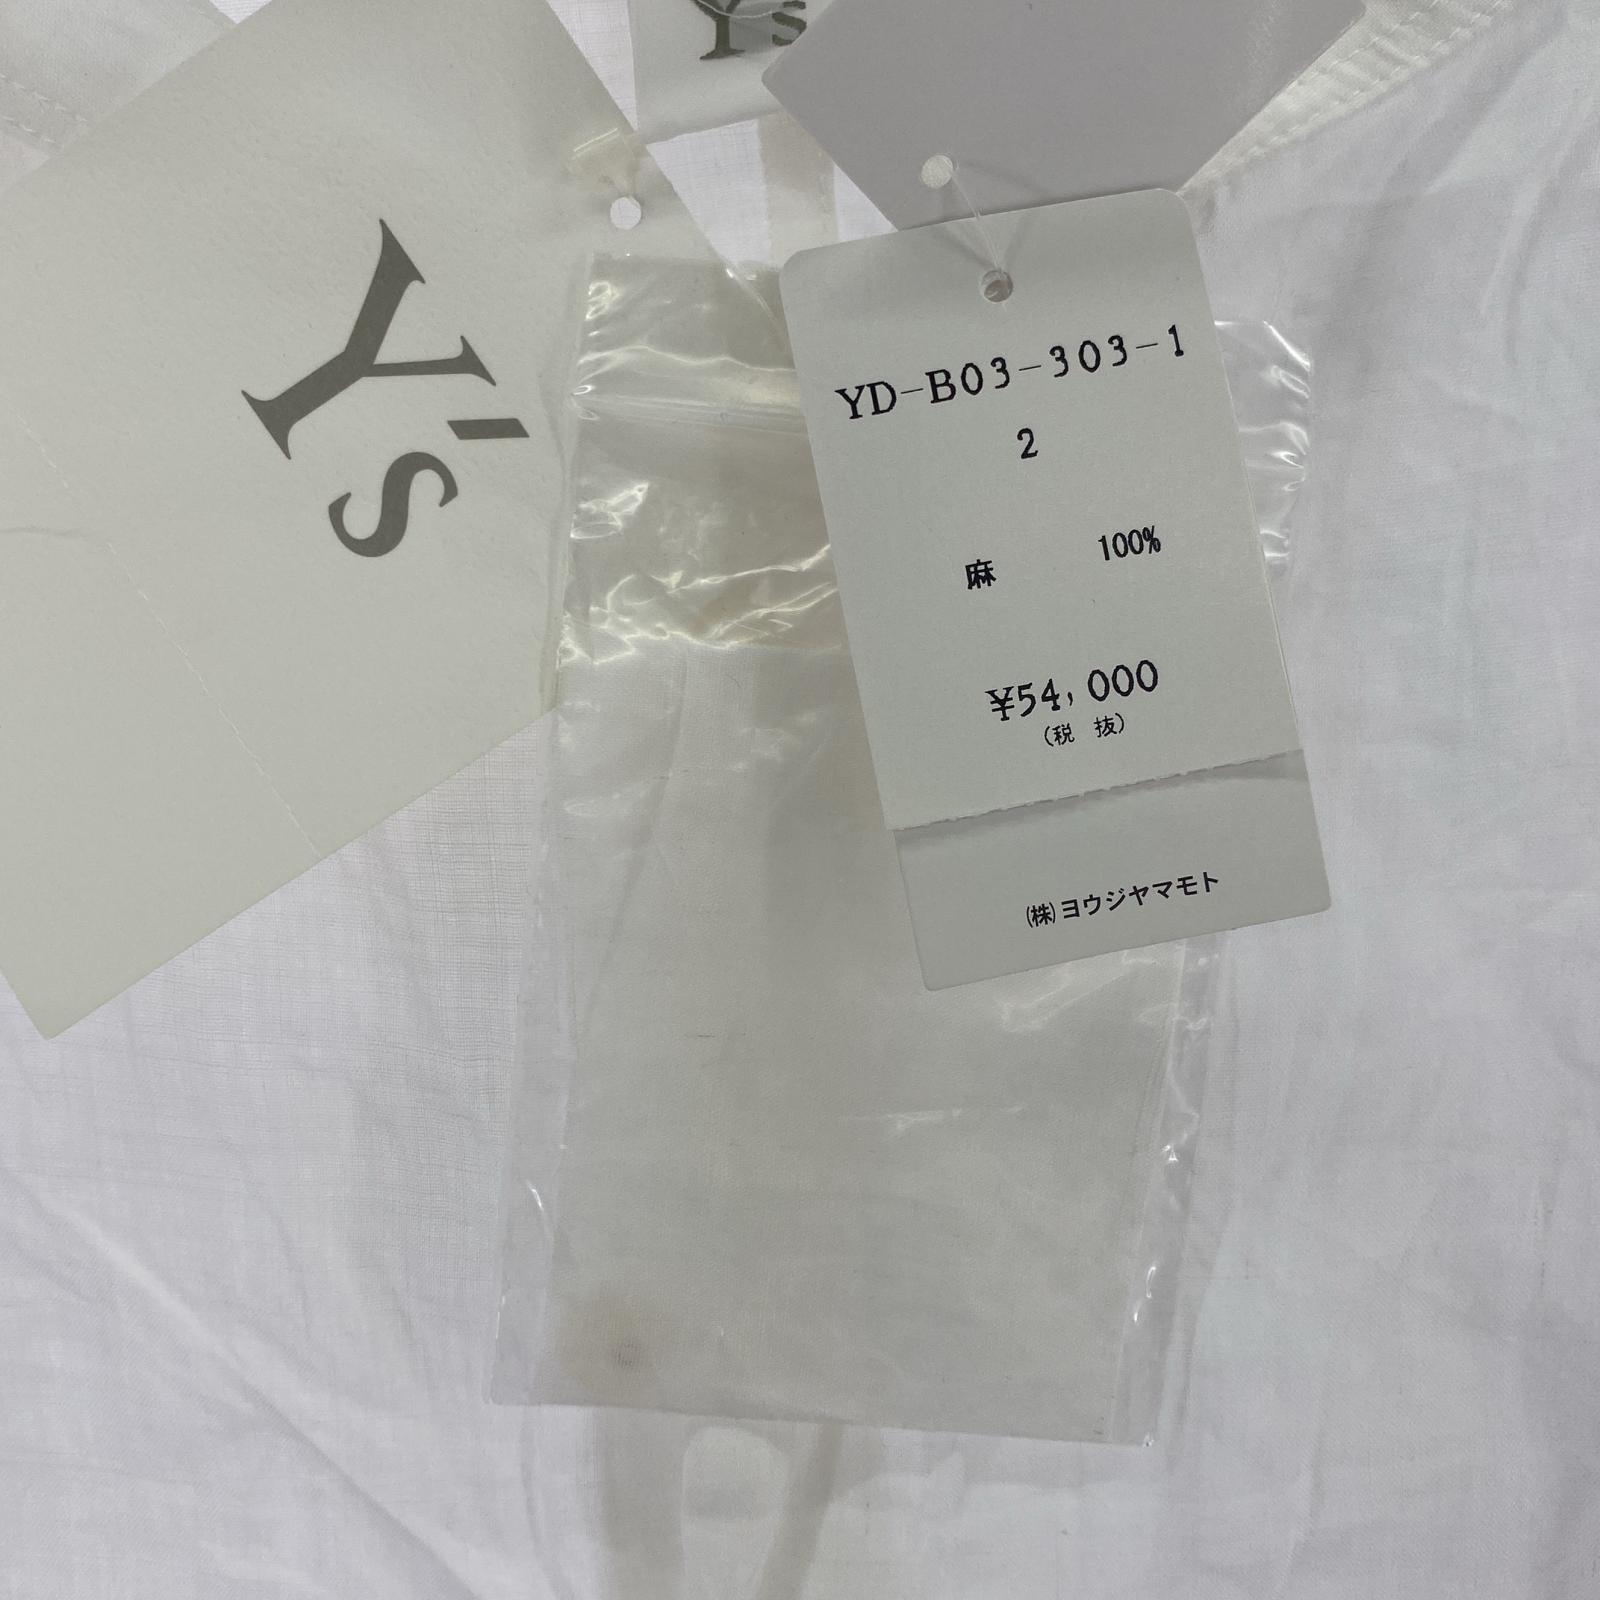 Y's
Y's
YD-B03-303-1
2
麻 100%
¥54,000
(税 抜)
㈱ヨウジヤマモト